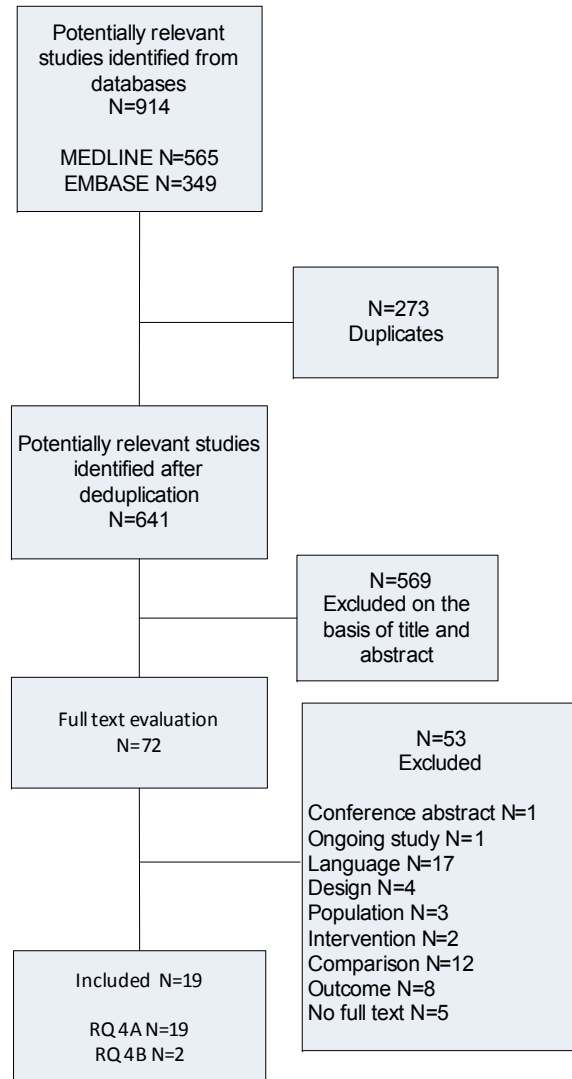 Potentially relevant
studies identified from
databases
N=914
MEDLINE N=565
EMBASE N=349
N=273
Duplicates
Potentially relevant studies
identified after
deduplication
N=641
N=569
Excluded on the
basis of title and
abstract
Full text evaluation
N=72
N=53
Excluded
Conference abstract N=1
Ongoing study N=1
Language N=17
Design N=4
Population N=3
Intervention N=2
Comparison N=12
Outcome N=8
No full text N=5
Included N=19
RQ 4A N=19
RQ 4B N=2